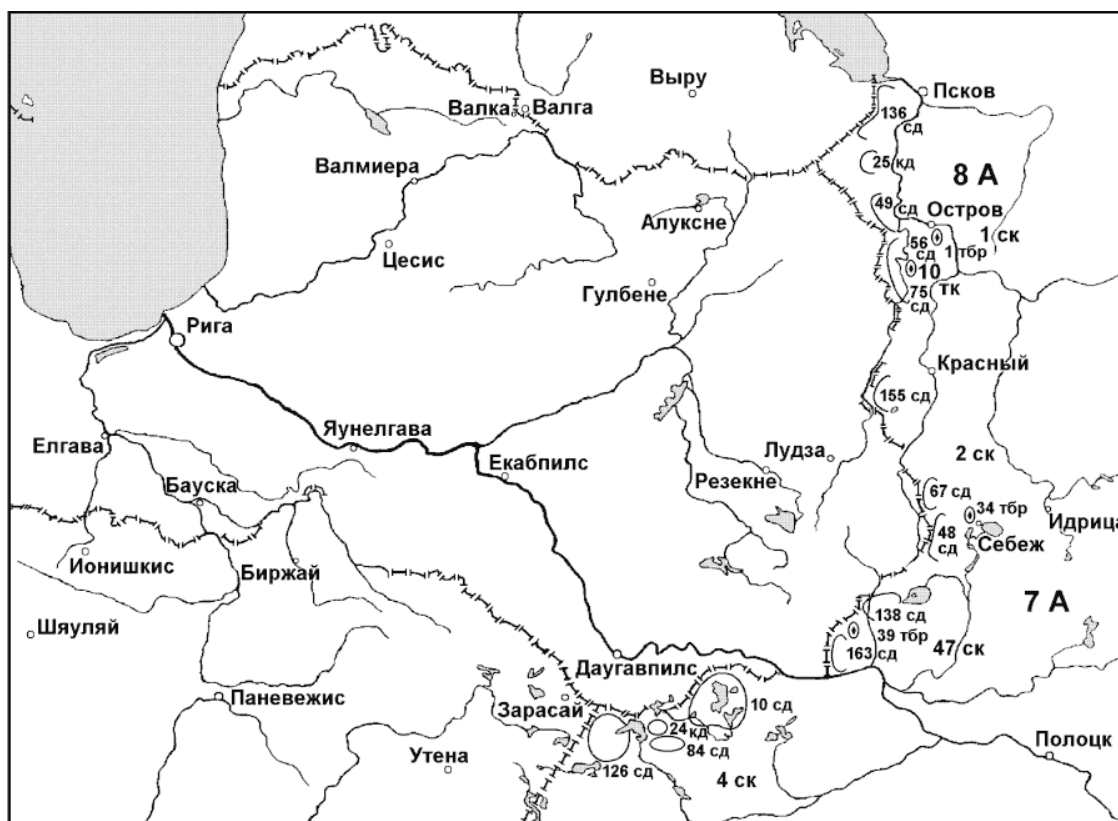 Выру
Псков
136
сд
Валка
Валга
25 кд
8 А
Валмиера
49
сд
Остров
1 ск
Алуксне
56
сд
1 тбр
Цесис
10
тк
75
сд
Гулбене
Рига
Красный
155 сд
Яунелгава
Лудза
2 ск
Елгава
Екабпилс
Резекне
Бауска
67 сд
34 тбр
Идрица
48
сд
Себеж
Ионишкис
Биржай
7 А
138 сд
Шяуляй
39 тбр
163 сд
47 ск
Даугавпилс
Паневежис
Зарасай
10 сд
24 кд
84 сд
Полоцк
Утена
126 сд
4 ск